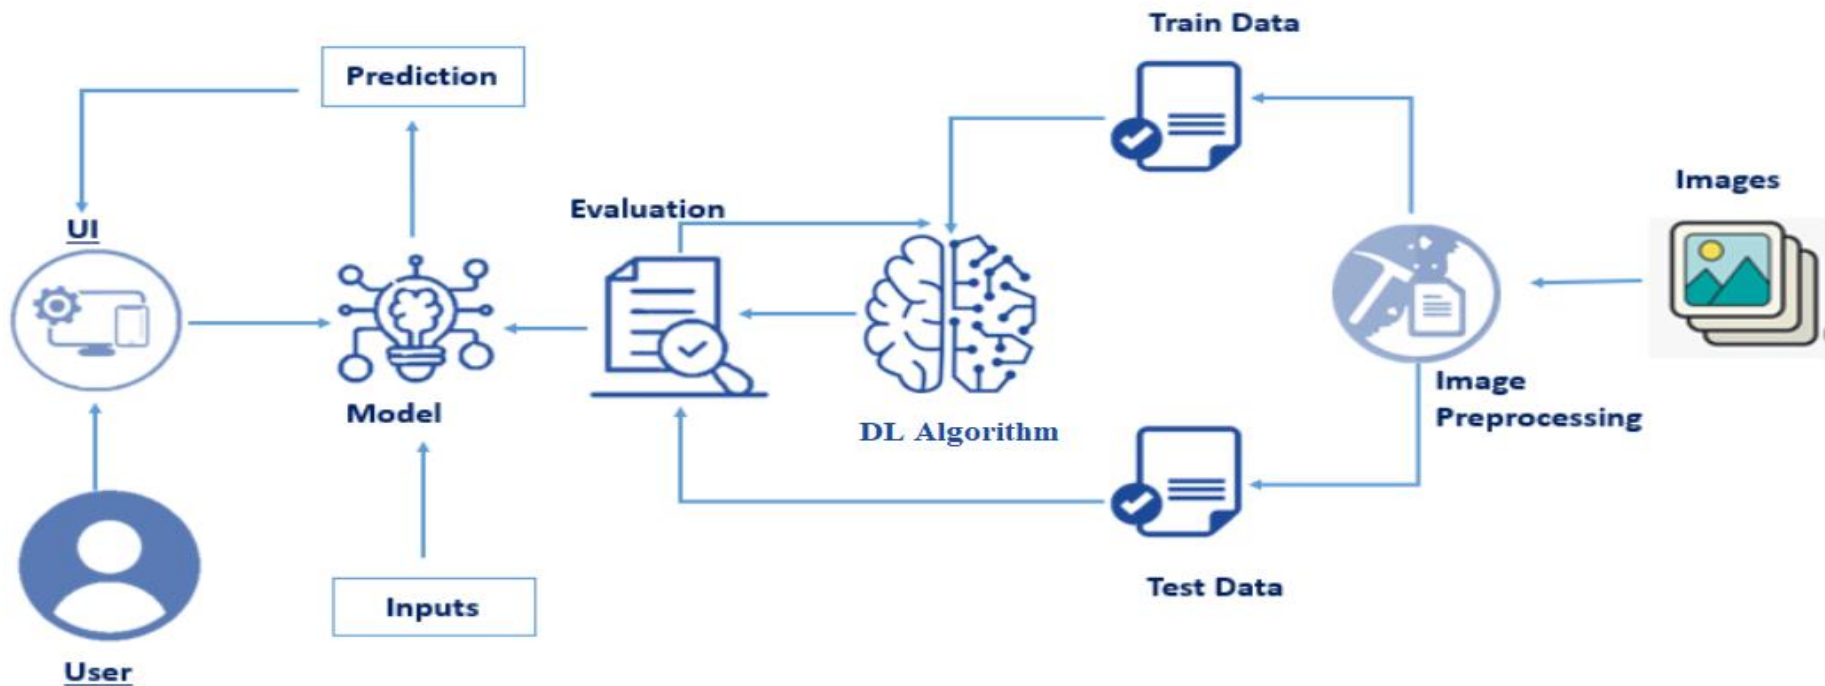 Train Data
Prediction
Images
Evaluation
UI
Image
Preprocessing
Model
DL Algorithm
Test Data
Inputs
User